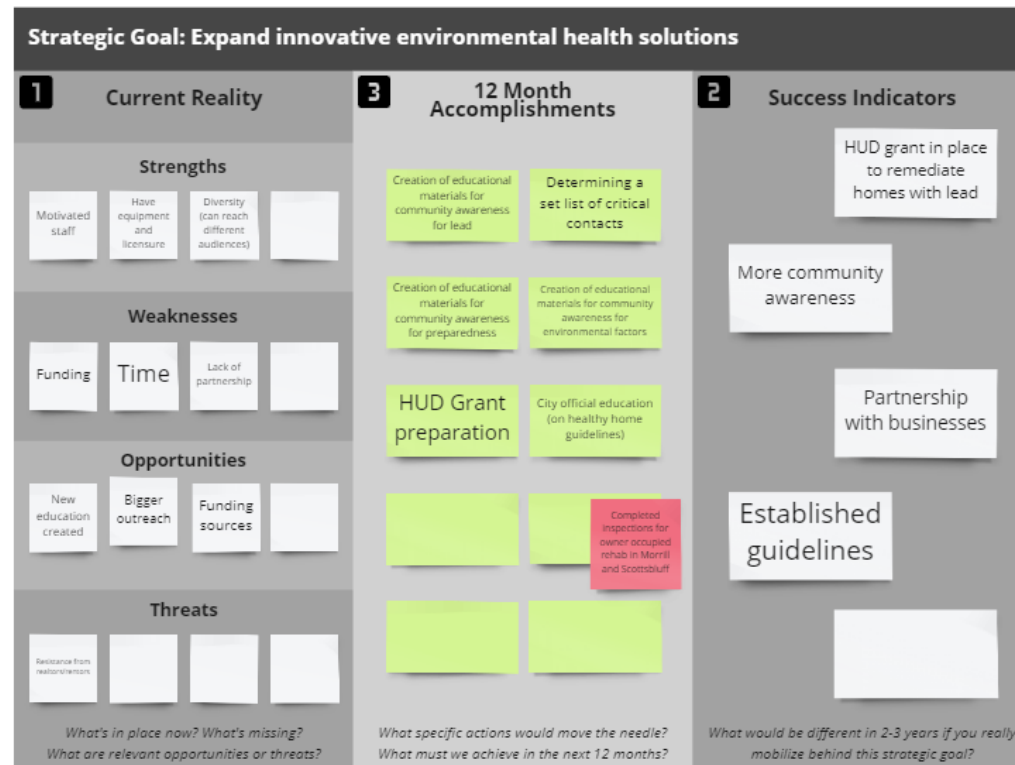 Strategic Goal: Expand innovative environmental health solutions
1
Current Reality
Strengths
Motivated
staff
Have
equipment
and
licensure
Diversity
(can reach
different
audiences)
Weaknesses
Funding
Time
Lack of
partnership
Opportunities
New
education
created
Bigger
outreach
Funding
sources
Threats
Resistance from
What's in place now? What's missing?
What are relevant opportunities or threats?
3
12 Month
Accomplishments
Creation of educational
materials for
community awareness
for lead
Determining a
set list of critical
contacts
Creation of educational
materials for
community awareness
for preparedness
Creation of educational
materials for community
awareness for
environmental factors
HUD Grant
preparation
City official education
(on healthy home
guidelines)
Completed
inspections for
owner occupied
rehab in Morrill
and Scottsbluff
What specific actions would move the needle?
What must we achieve in the next 12 months?
2
Success Indicators
HUD grant in place
to remediate
homes with lead
More community
awareness
Partnership
with businesses
Established
guidelines
What would be different in 2-3 years if you really
mobilize behind this strategic goal?